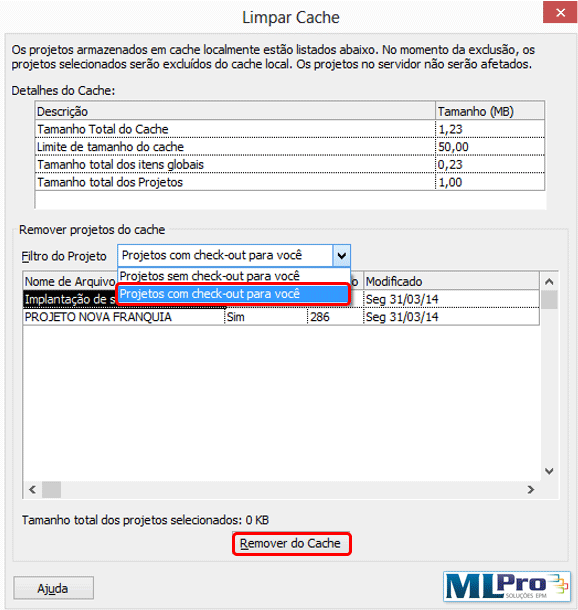 Limpar Cache
Os projetos armazenados em cache localmente estão listados abaixo. No momento da exclusão, os
projetos selecionados serão excluídos do cache local. Os projetos no servidor não serão afetados.
Detalhes do Cache:
Descrição Tamanho (MB)
Tamanho Total do Cache 1,23
Limite de tamanho do cache 50,00
Tamanho total dos itens globais 0,23
Tamanho total dos Projetos 1,00
Remover projetos do cache
Filtro do Projeto Projetos com check-out para você
Projetos sem check-out para você
Projetos com check-out para você
Nome de Arquivo o Modificado
Implantação de s Seg 31/03/14
PROJETO NOVA FRANQUIA Sim 286 Seg 31/03/14
Tamanho total dos projetos selecionados: 0 KB
Remover do Cache
Ajuda
MLPro
SOLUÇÕES EPM